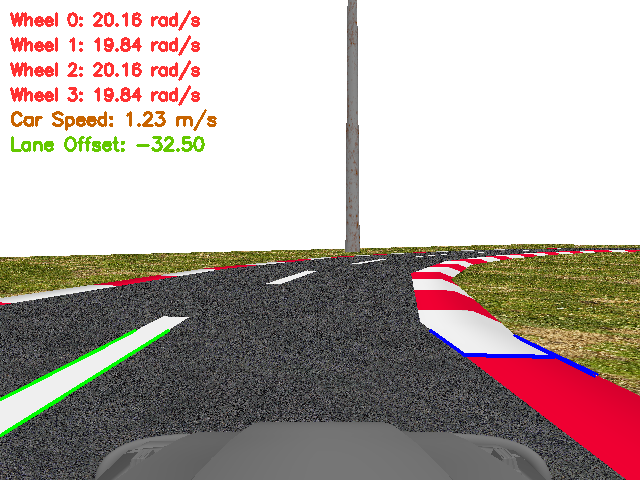 Wheel 0: 20.16 rad/s
Wheel 1: 19.84 rad/s
Wheel 2: 20.16 rad/s
Wheel 3: 19.84 rad/s
Car Speed: 1.23 m/s
Lane Offset: -32.50